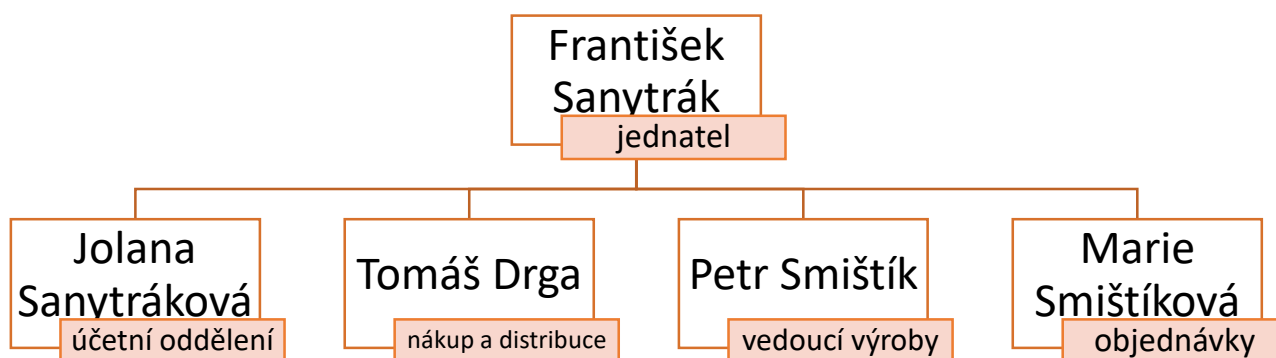 František
Sanytrák
jednatel
Jolana
Sanytráková
účetní oddělení
Tomáš Drga
nákup a distribuce
Petr Smištík
vedoucí výroby
Marie
Smištíková
objednávky